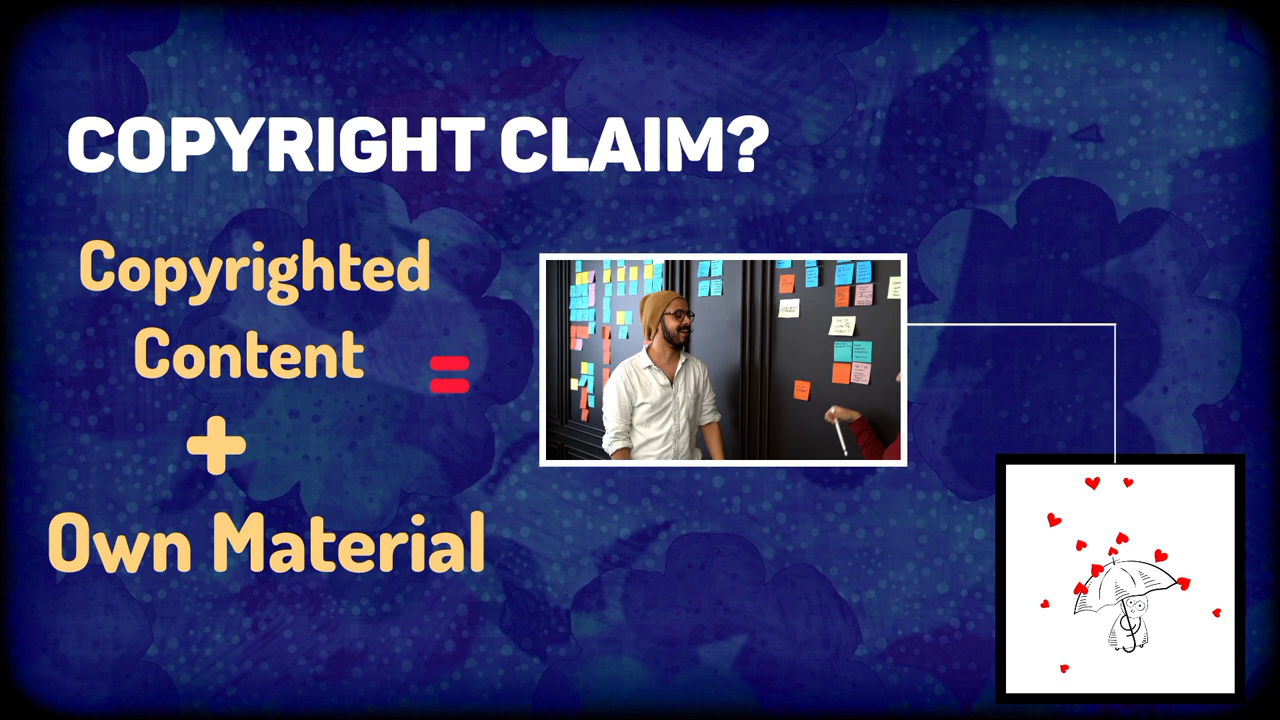 COPYRIGHT CLAIM?
Copyrighted
Content
+
Own Material
=